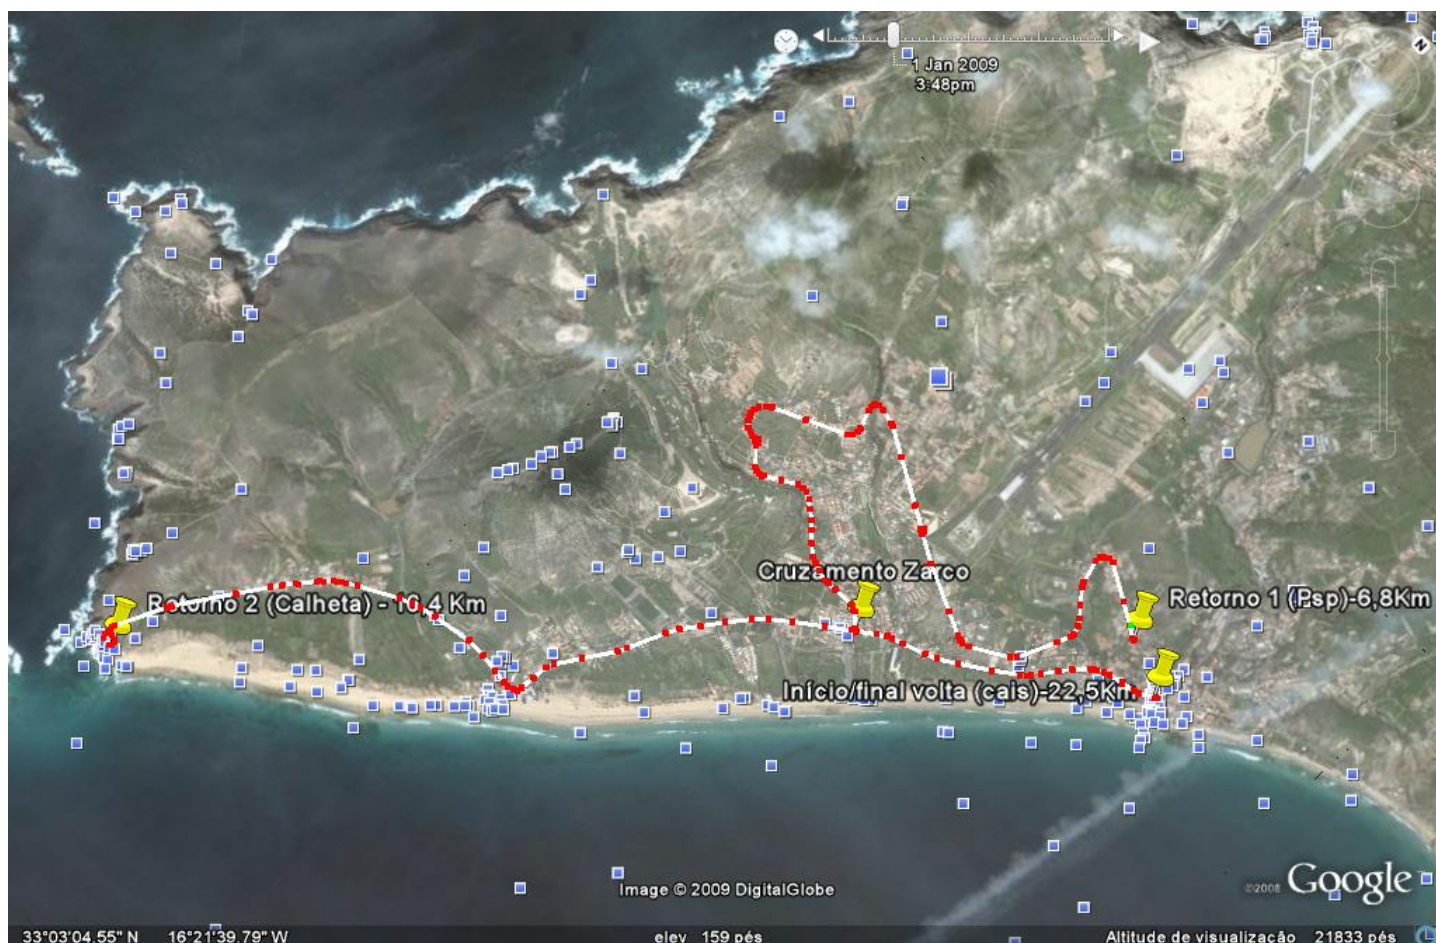 1 Jan 2009
3:48pm
Cruzamento Zarco
Retorno 2 (Calheta) - 16,4 Km
Retorno 1 (Psp)-6,8Km
Início/final volta (cais)-22,5Km
Image © 2009 DigitalGlobe
©2008 Google
33°03'04.55" N 16°21'39.79" W
elev 159 pés
Altitude de visualização 21833 pés
N